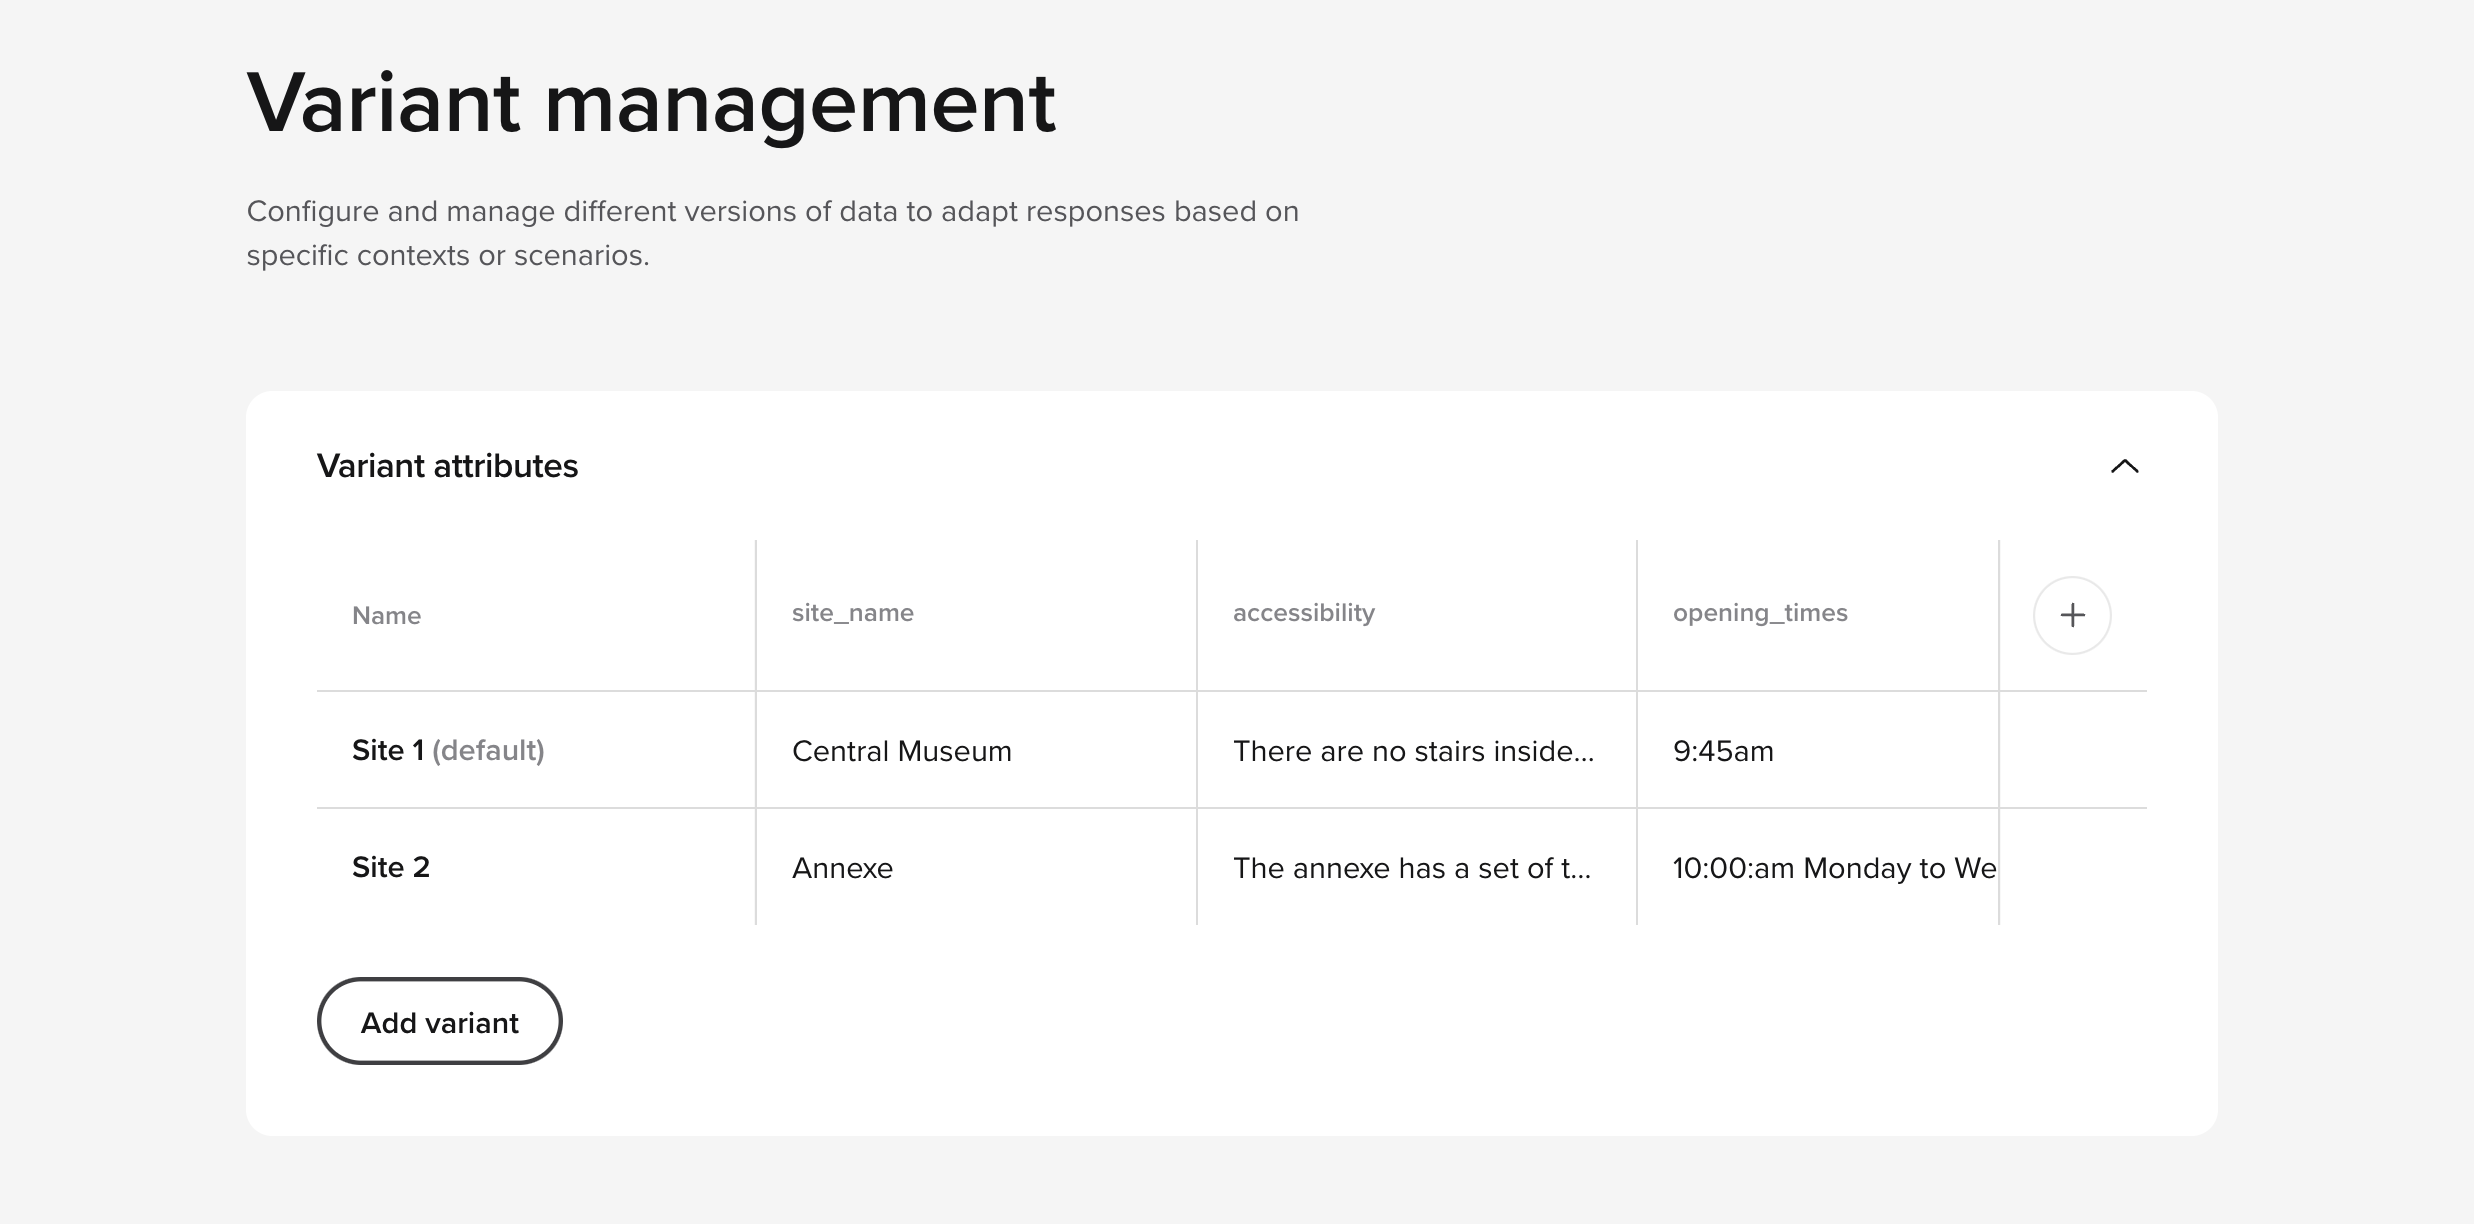 Variant management
Configure and manage different versions of data to adapt responses based on
specific contexts or scenarios.
Variant attributes
Name site_name accessibility opening_times +
Site 1 (default) Central Museum There are no stairs inside... 9:45am
Site 2 Annexe The annexe has a set of t... 10:00:am Monday to We
Add variant